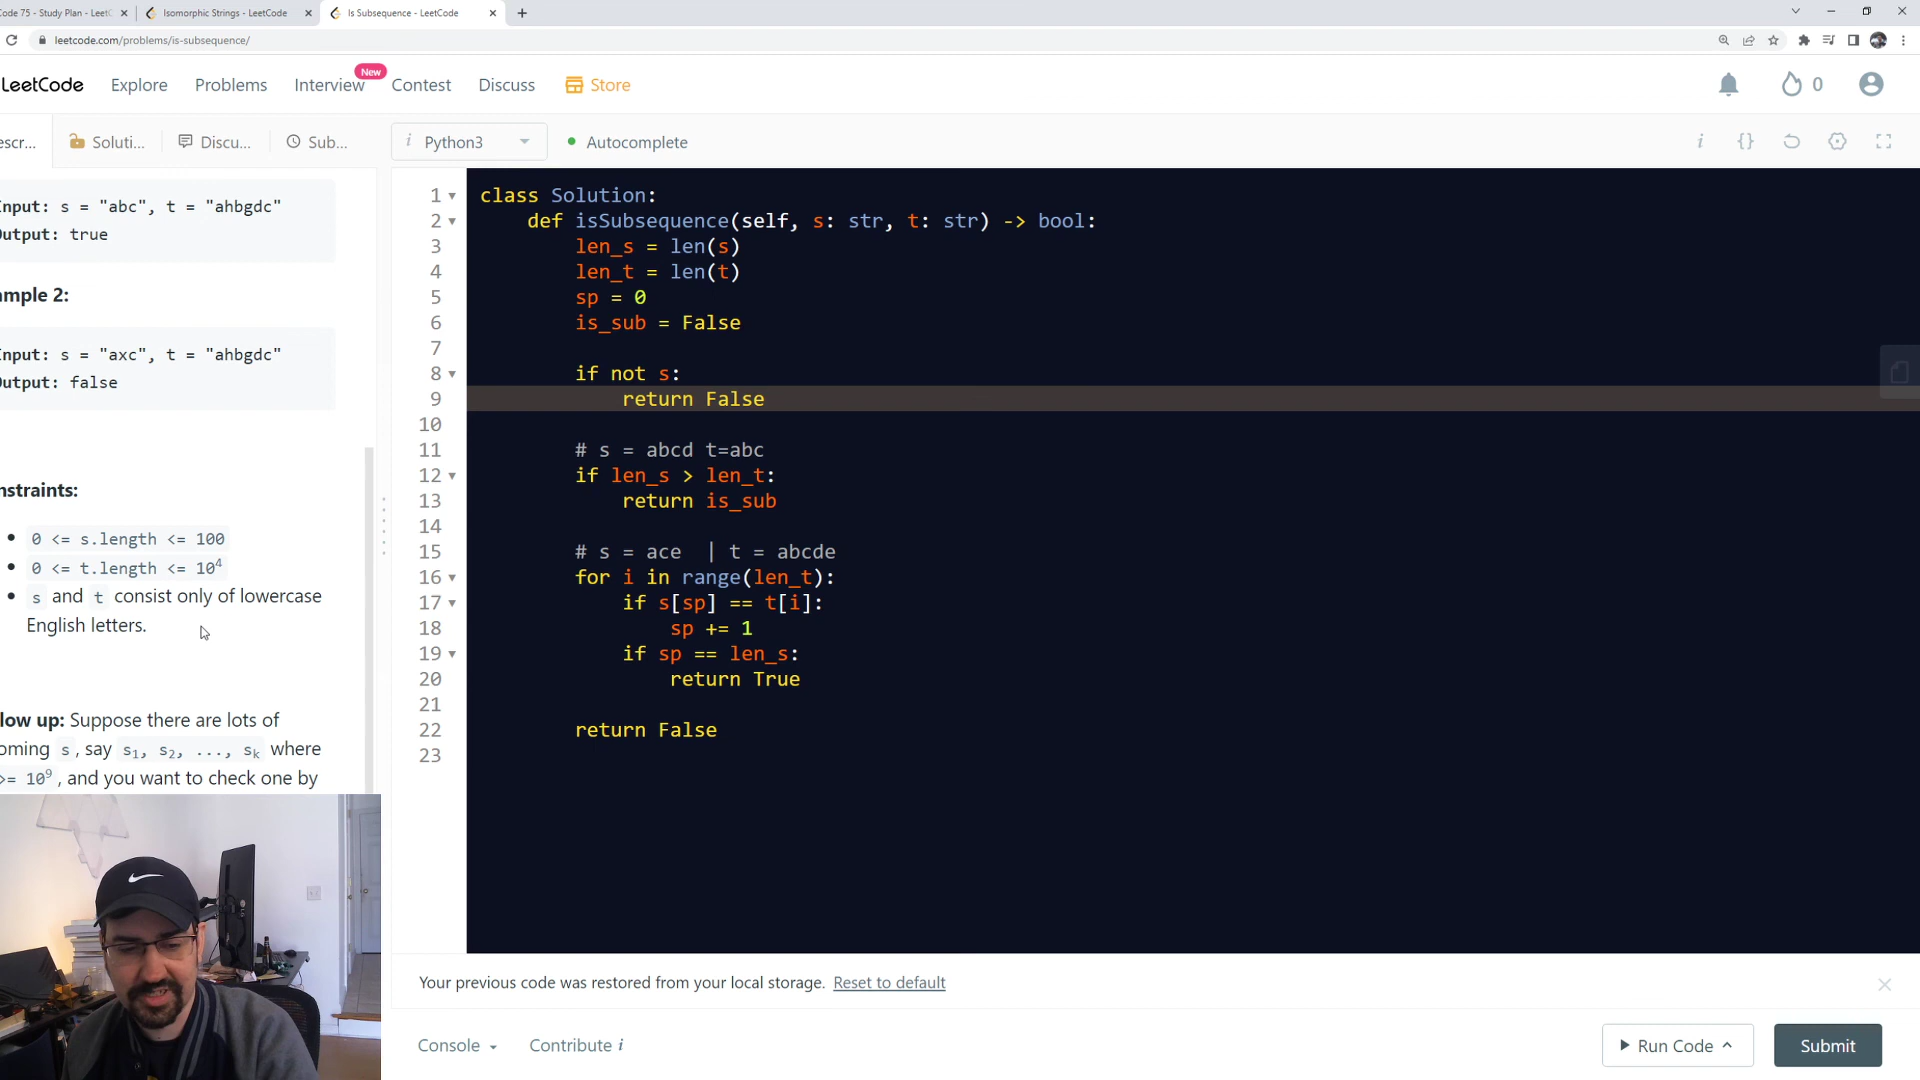 Code 75 - Study Plan - LeetC
Isomorphic Strings - LeetCode
Is Subsequence - LeetCode
leetcode.com/problems/is-subsequence/
LeetCode
Explore
Problems
Interview
New
Contest
Discuss
Store
0
escr...
Soluti...
Discu...
Sub...
i Python3
Autocomplete
nput: s = "abc", t = "ahbgdc"
Output: true
ample 2:
nput: s = "axc", t = "ahbgdc"
Output: false
nstraints:
0 <= s.length <= 100
0 <= t.length <= 10⁴
s and t consist only of lowercase
English letters.
low up: Suppose there are lots of
oming s, say s₁, s₂, ..., sₖ where
>= 10⁹, and you want to check one by
1 class Solution:
2 def isSubsequence(self, s: str, t: str) -> bool:
3 len_s = len(s)
4 len_t = len(t)
5 sp = 0
6 is_sub = False
7
8 if not s:
9 return False
10
11 # s = abcd t=abc
12 if len_s > len_t:
13 return is_sub
14
15 # s = ace | t = abcde
16 for i in range(len_t):
17 if s[sp] == t[i]:
18 sp += 1
19 if sp == len_s:
20 return True
21
22 return False
23
Your previous code was restored from your local storage. Reset to default
Console
Contribute i
Run Code
Submit